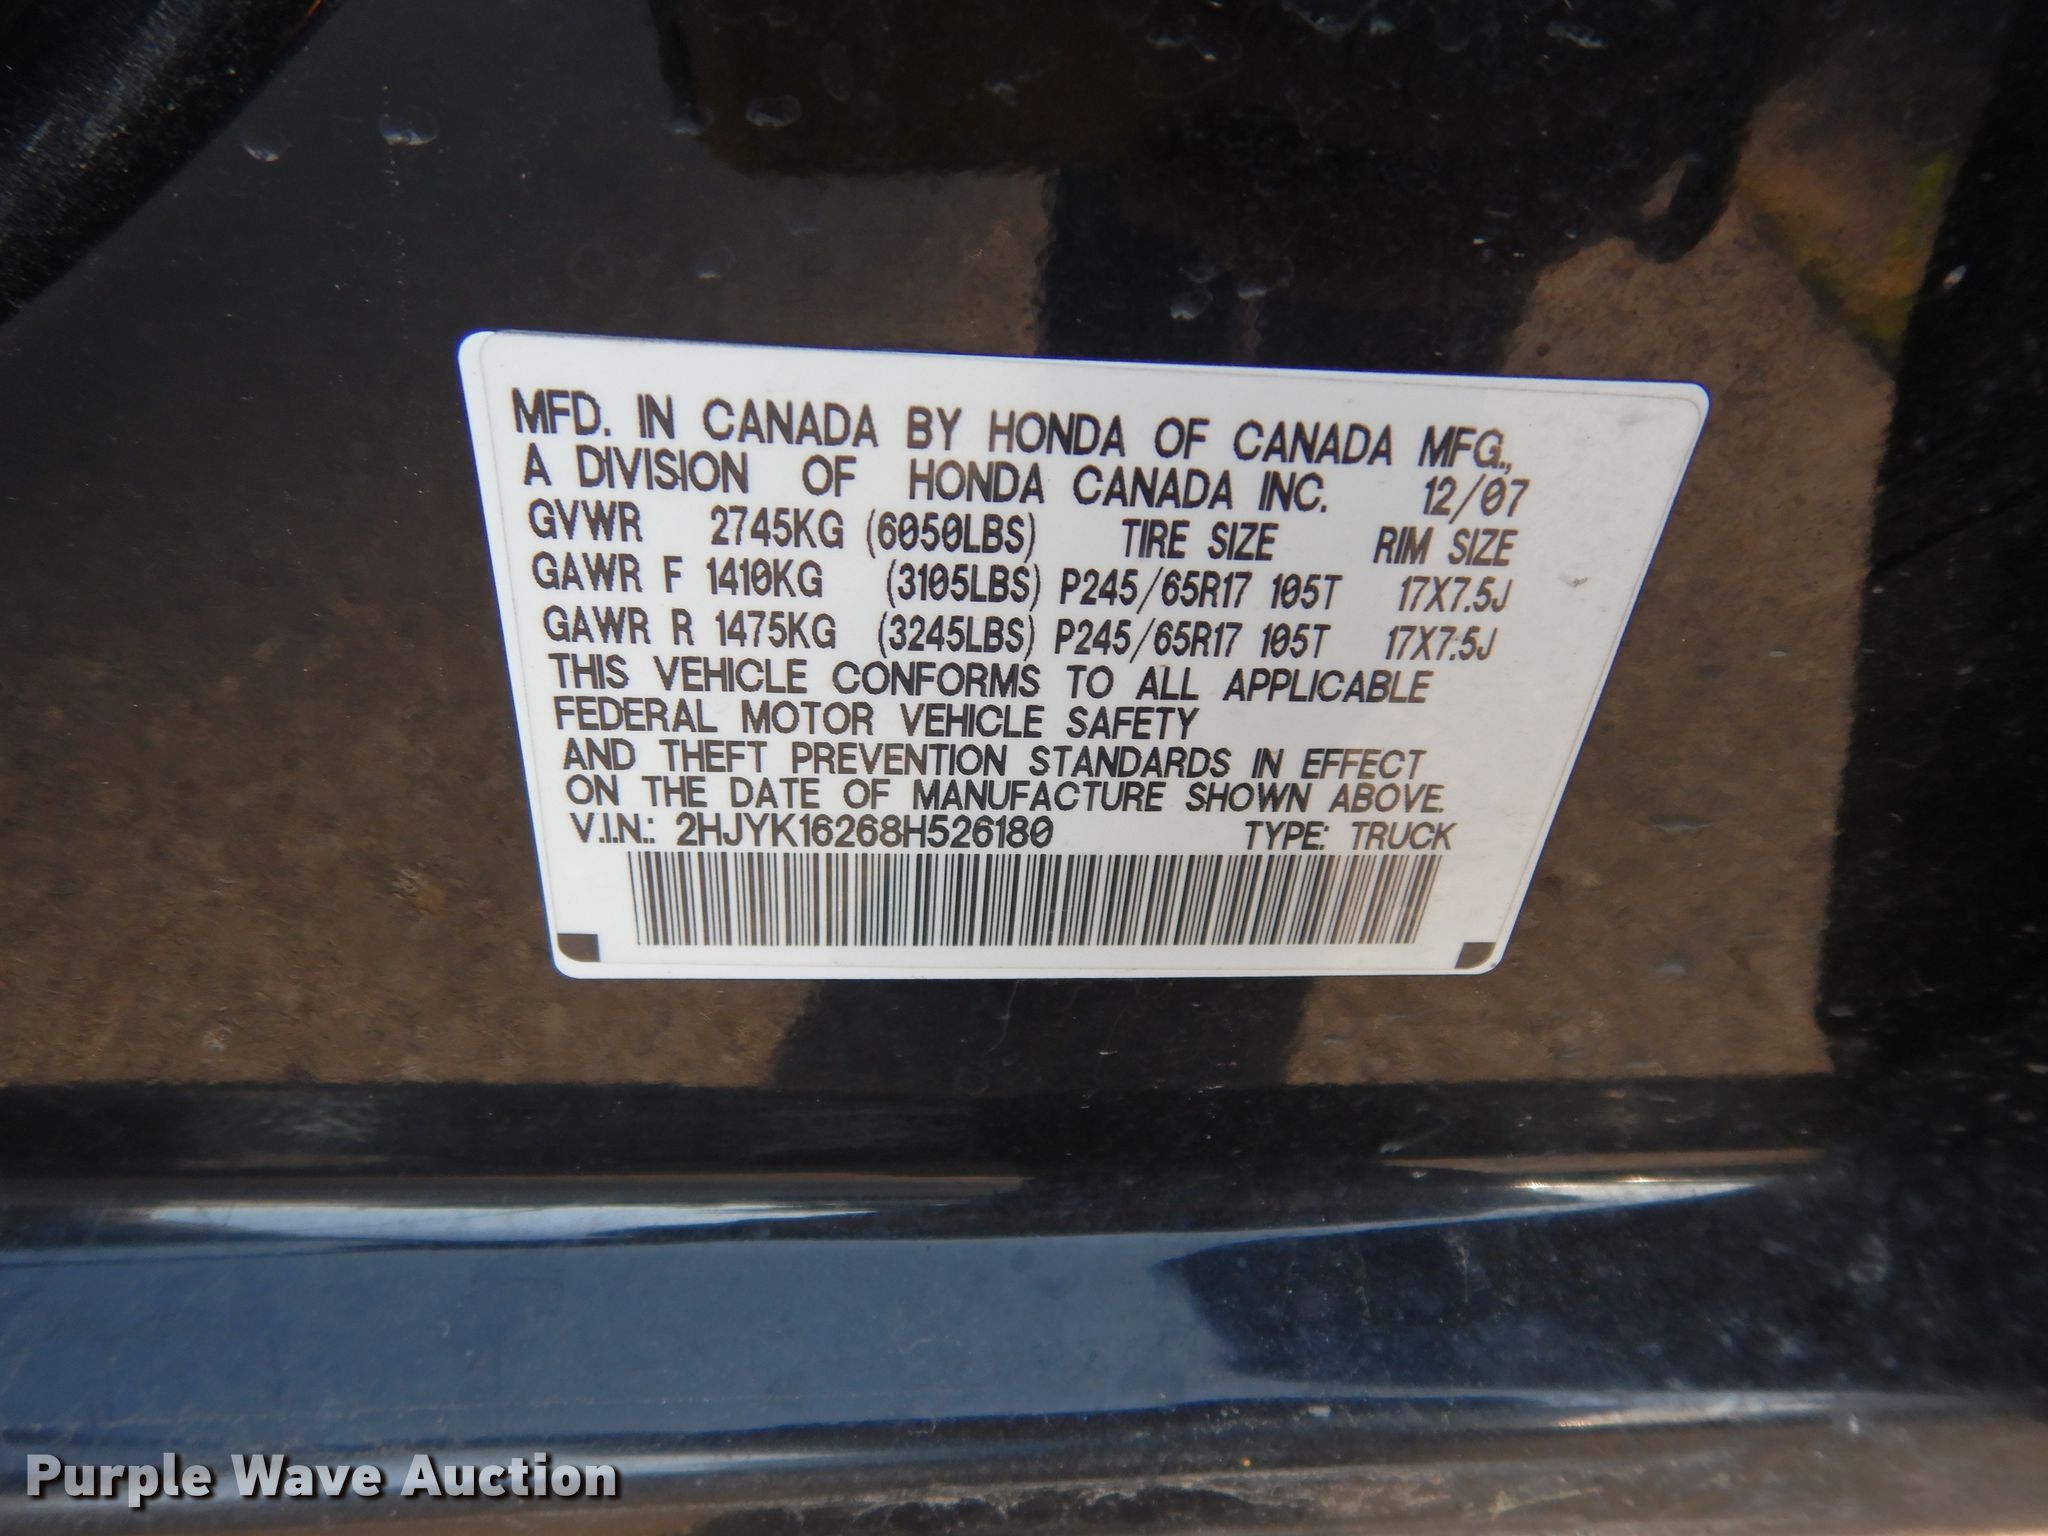 MFD. IN CANADA BY HONDA OF CANADA MFG.,
A DIVISION OF HONDA CANADA INC. 12/07
GVWR 2745KG (6050LBS) TIRE SIZE RIM SIZE
GAWR F 1410KG (3105LBS) P245/65R17 105T 17X7.5J
GAWR R 1475KG (3245LBS) P245/65R17 105T 17X7.5J
THIS VEHICLE CONFORMS TO ALL APPLICABLE
FEDERAL MOTOR VEHICLE SAFETY
AND THEFT PREVENTION STANDARDS IN EFFECT
ON THE DATE OF MANUFACTURE SHOWN ABOVE.
V.I.N.: 2HJYK16268H526180 TYPE: TRUCK
Purple Wave Auction